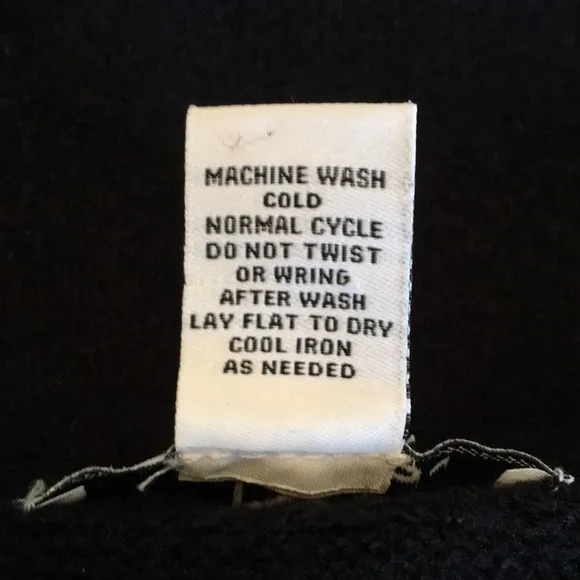 MACHINE WASH
COLD
NORMAL CYCLE
DO NOT TWIST
OR WRING
AFTER WASH
LAY FLAT TO DRY
COOL IRON
AS NEEDED